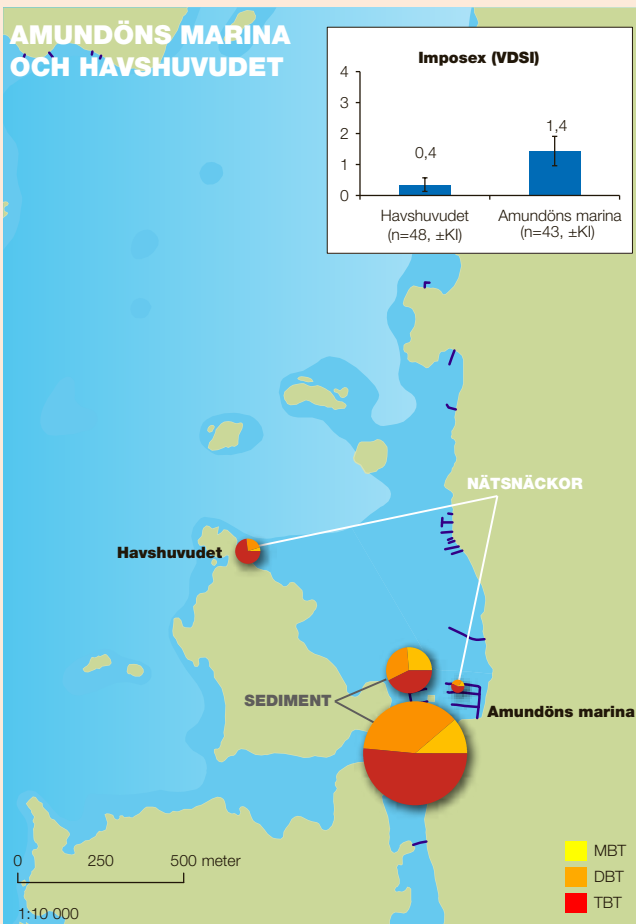 AMUNDÖNS MARINA
OCH HAVSHUVUDET
Imposex (VDSI)
4
3
2
1
0
0,4
1,4
Havshuvudet
(n=48, ±KI)
Amundöns marina
(n=43, ±KI)
NÄTSNÄCKOR
Havshuvudet
SEDIMENT
Amundöns marina
0 250 500 meter
1:10 000
MBT
DBT
TBT